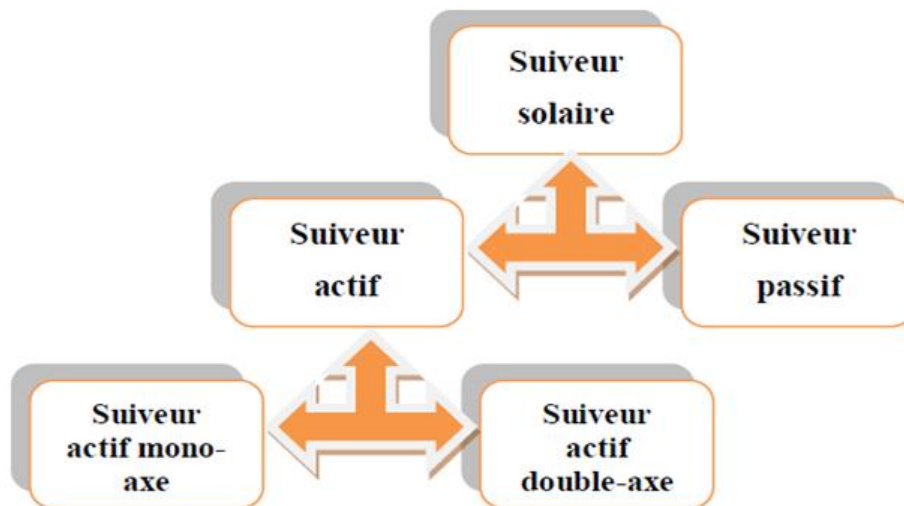 Suiveur
solaire
Suiveur
actif
Suiveur
passif
Suiveur
actif mono-
axe
Suiveur
actif
double-axe